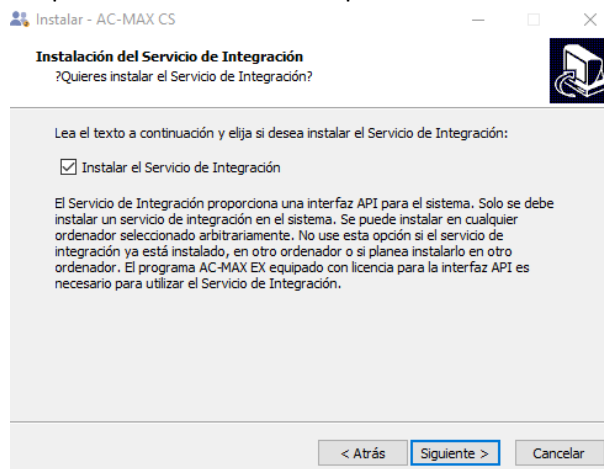 Instalar - AC-MAX CS
Instalación del Servicio de Integración
?Quieres instalar el Servicio de Integración?
Lea el texto a continuación y elija si desea instalar el Servicio de Integración:
Instalar el Servicio de Integración
El Servicio de Integración proporciona una interfaz API para el sistema. Solo se debe
instalar un servicio de integración en el sistema. Se puede instalar en cualquier
ordenador seleccionado arbitrariamente. No use esta opción si el servicio de
integración ya está instalado, en otro ordenador o si planea instalarlo en otro
ordenador. El programa AC-MAX EX equipado con licencia para la interfaz API es
necesario para utilizar el Servicio de Integración.
< Atrás Siguiente > Cancelar